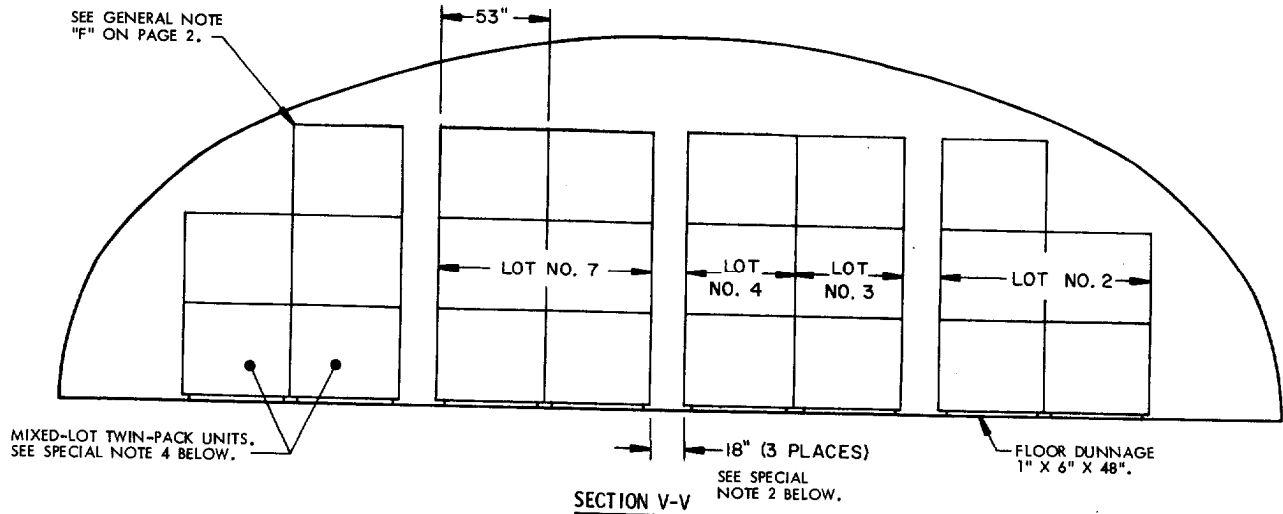 SEE GENERAL NOTE
"F" ON PAGE 2.
53"
LOT NO. 7
LOT
NO. 4
LOT
NO. 3
LOT NO. 2
MIXED-LOT TWIN-PACK UNITS.
SEE SPECIAL NOTE 4 BELOW.
18" (3 PLACES)
SEE SPECIAL
NOTE 2 BELOW.
FLOOR DUNNAGE
1" X 6" X 48".
SECTION V-V